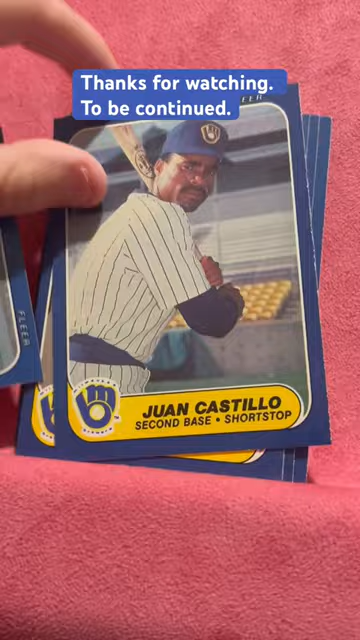 Thanks for watching.
To be continued.
JUAN CASTILLO
SECOND BASE • SHORTSTOP
FLEER